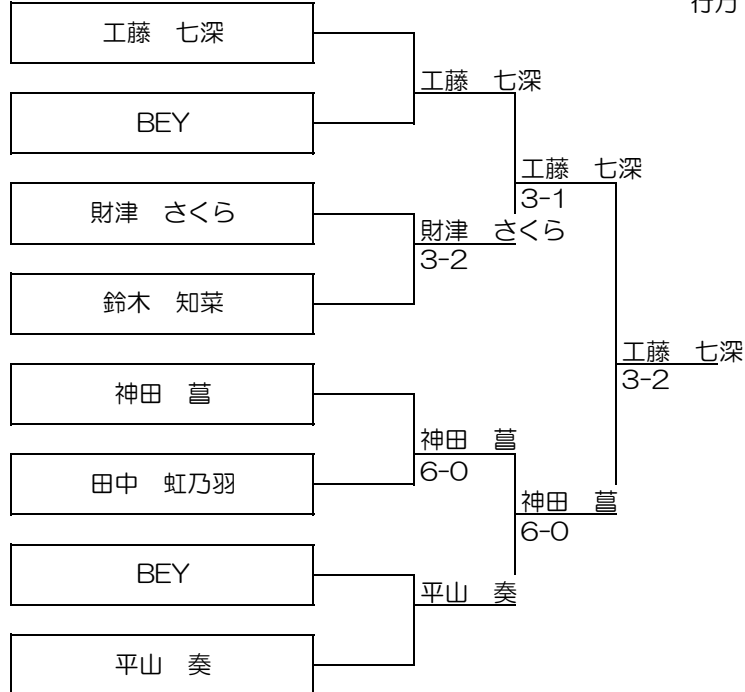 工藤　七深
BEY
財津　さくら
鈴木　知菜
神田　菖
田中　虹乃羽
BEY
平山　奏
工藤　七深
財津　さくら
3-2
神田　菖
6-0
平山　奏
工藤　七深
3-1
神田　菖
6-0
工藤　七深
3-2